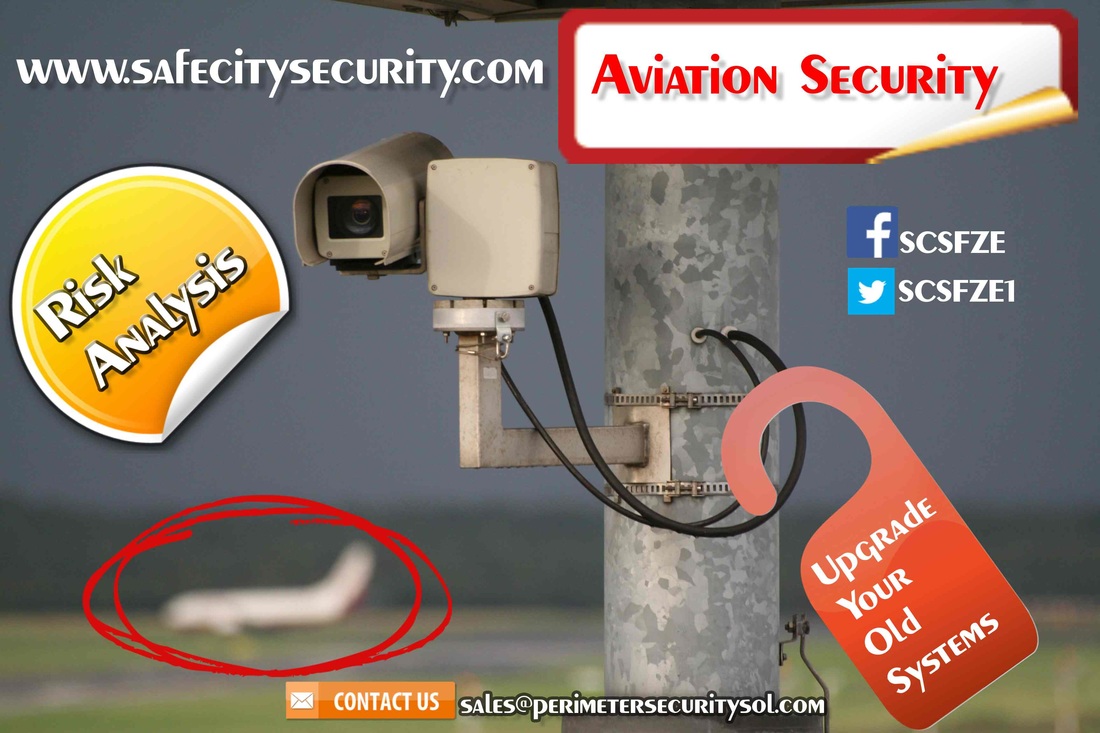 www.safecitysecurity.com
Aviation Security
Risk
Analysis
f SCSFZE
SCSFZE1
Upgrade
Your
Old
Systems
CONTACT US
sales@perimetersecuritysol.com